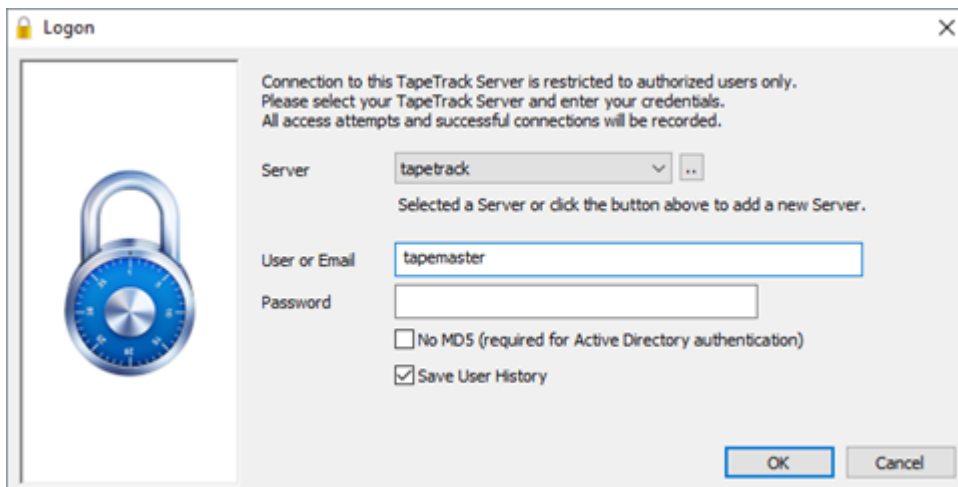 Logon
Connection to this TapeTrack Server is restricted to authorized users only.
Please select your TapeTrack Server and enter your credentials.
All access attempts and successful connections will be recorded.
Server
tapetrack
..
Selected a Server or click the button above to add a new Server.
User or Email
tapemaster
Password
No MD5 (required for Active Directory authentication)
Save User History
OK
Cancel